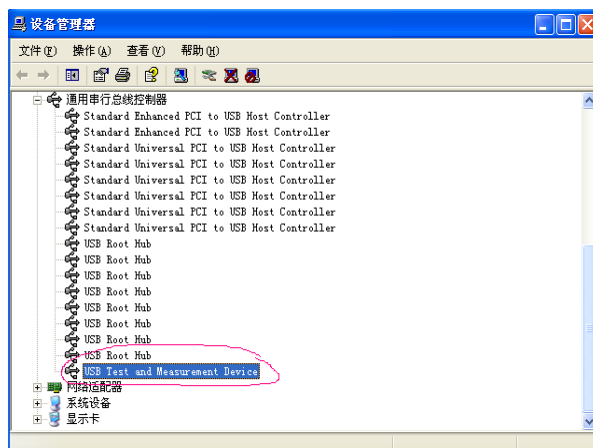 设备管理器
文件(F) 操作(A) 查看(V) 帮助(H)
通用串行总线控制器
Standard Enhanced PCI to USB Host Controller
Standard Enhanced PCI to USB Host Controller
Standard Universal PCI to USB Host Controller
Standard Universal PCI to USB Host Controller
Standard Universal PCI to USB Host Controller
Standard Universal PCI to USB Host Controller
Standard Universal PCI to USB Host Controller
Standard Universal PCI to USB Host Controller
USB Root Hub
USB Root Hub
USB Root Hub
USB Root Hub
USB Root Hub
USB Root Hub
USB Root Hub
USB Root Hub
USB Test and Measurement Device
网络适配器
系统设备
显示卡